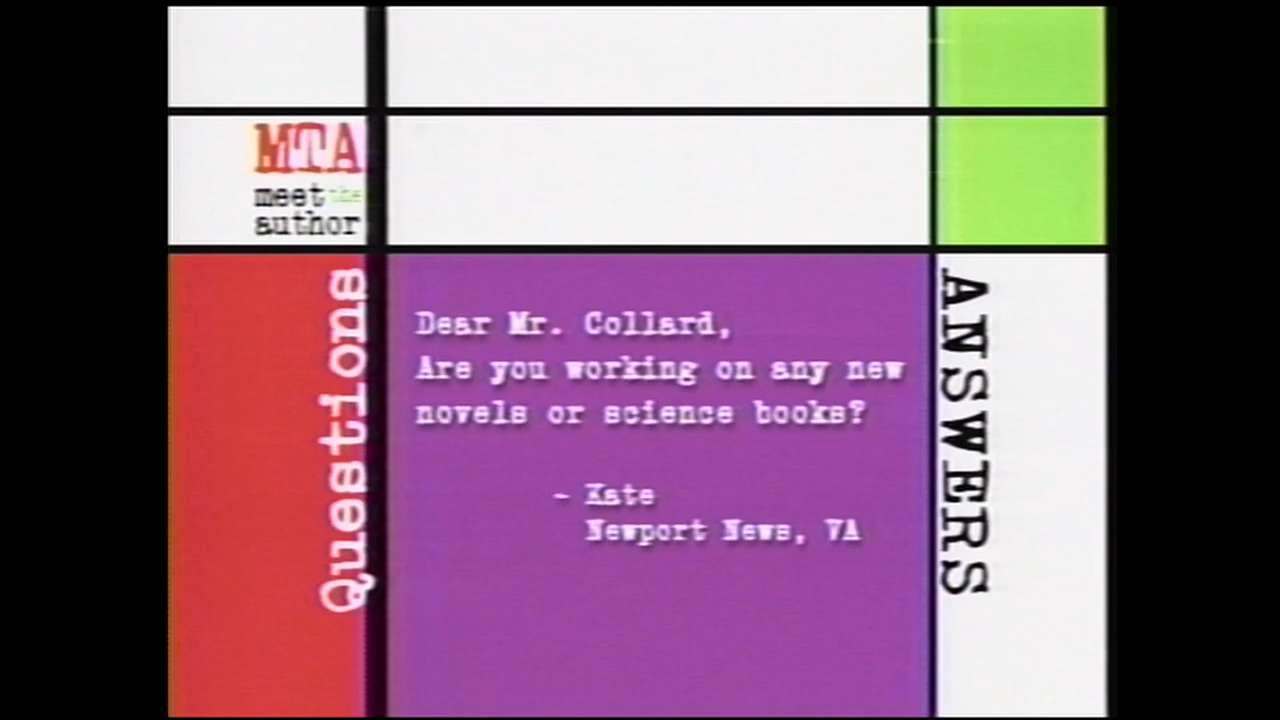 MTA
meet the
author
Questions
Dear Mr. Collard,
Are you working on any new
novels or science books?
- Kate
Newport News, VA
ANSWERS